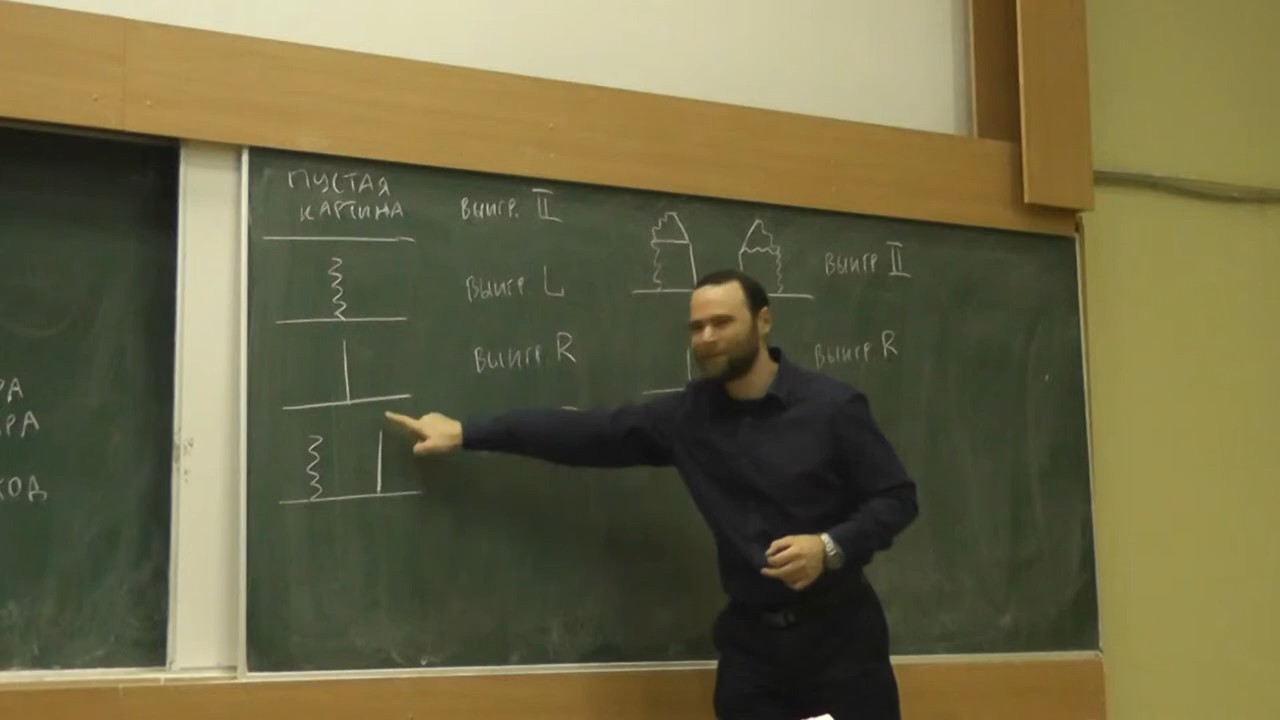 ПУСТАЯ
КАРТИНА
ВЫИГР. II
ВЫИГР. L
ВЫИГР. R
ВЫИГР II
ВЫИГР. R
РА
РА
ХОД